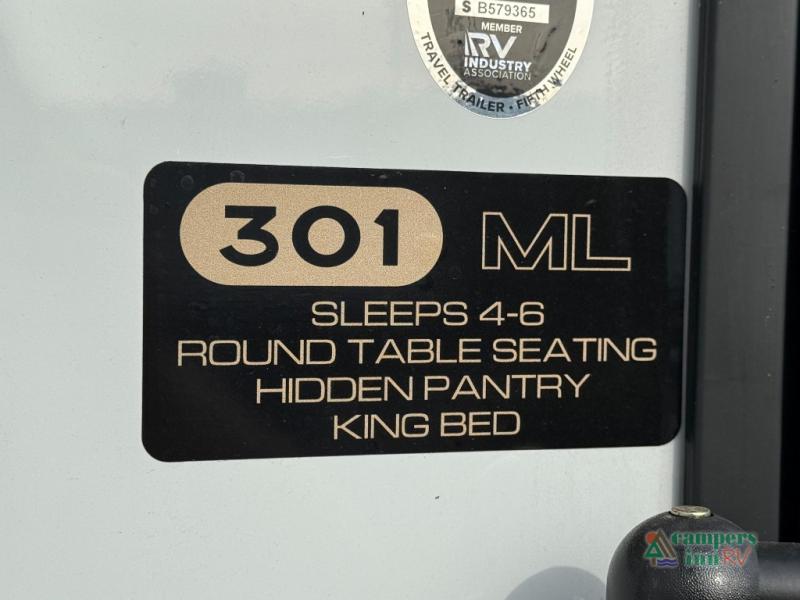 S B579365
MEMBER
RV
INDUSTRY
ASSOCIATION
TRAVEL TRAILER • FIFTH WHEEL
301 ML
SLEEPS 4-6
ROUND TABLE SEATING
HIDDEN PANTRY
KING BED
campers
inn RV